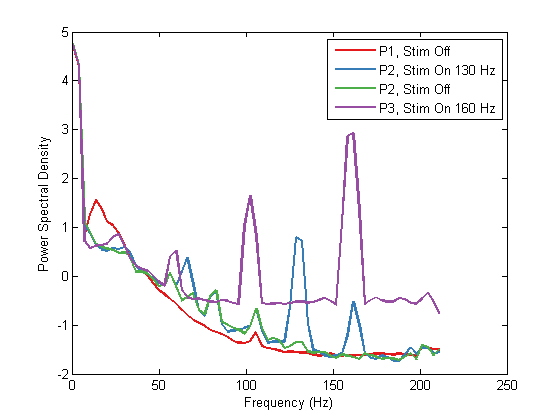 5
4
3
2
1
0
-1
-2
0 50 100 150 200 250
Power Spectral Density
Frequency (Hz)
P1, Stim Off
P2, Stim On 130 Hz
P2, Stim Off
P3, Stim On 160 Hz